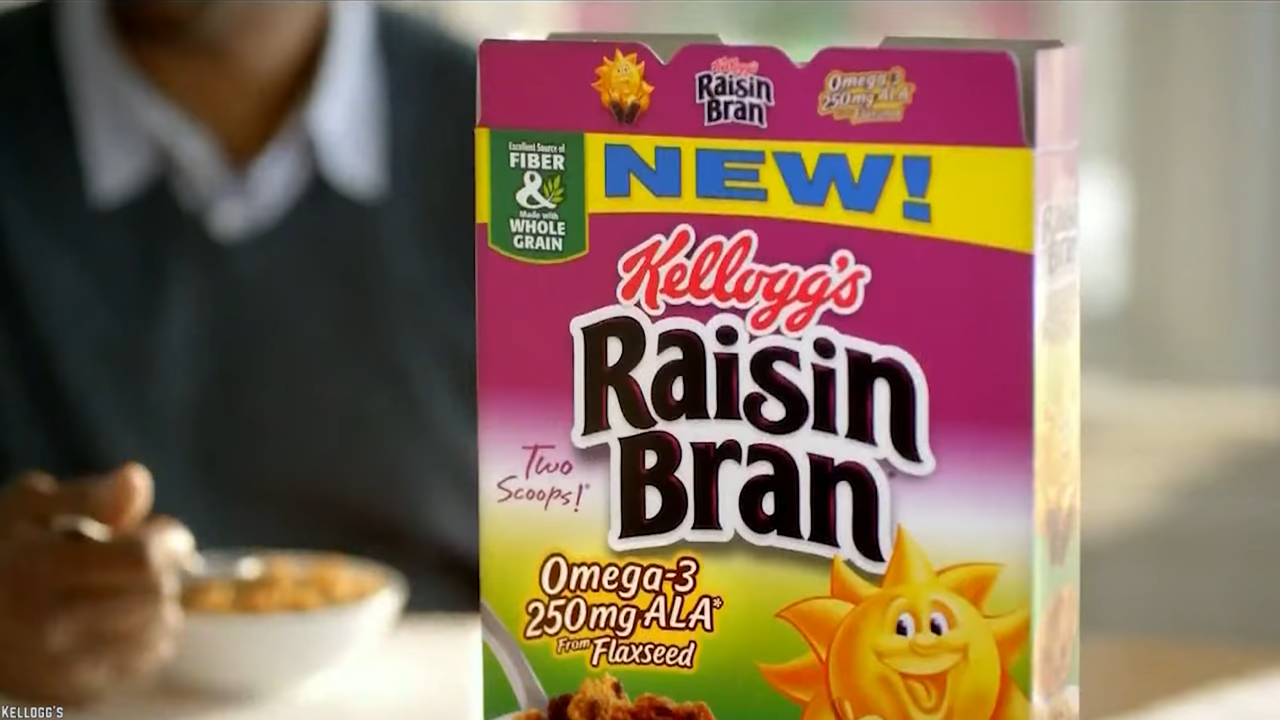 Kellogg's
Raisin
Bran
Omega-3
250mg ALA
Excellent Source of
FIBER
&
Made with
WHOLE
GRAIN
NEW!
Kellogg's
Raisin
Bran
Two
Scoops!
Omega-3
250mg ALA*
From Flaxseed
KELLOGG'S